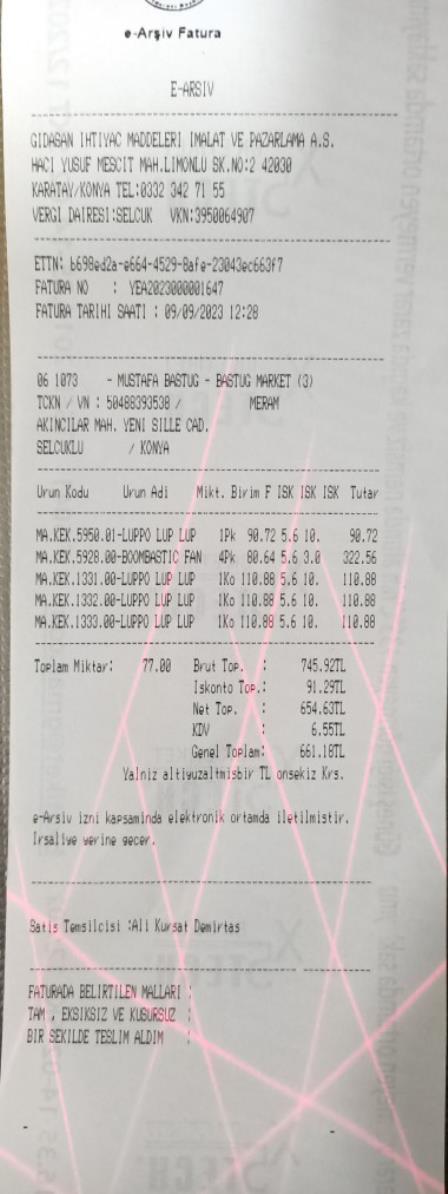 e-Arşiv Fatura
E-ARSIV
GIDASAN IHTIYAC MADDELERI IMALAT VE PAZARLAMA A.S.
HACI YUSUF MESCIT MAH.LIMONLU SK.NO:2 42030
KARATAY/KONYA TEL:0332 342 71 55
VERGI DAIRESI:SELCUK VKN:3950064907
ETTN: b698ed2a-e664-4529-8afe-23043ec663f7
FATURA NO : YEA2023000001647
FATURA TARIHI SAATI : 09/09/2023 12:28
06 1073 - MUSTAFA BASTUG - BASTUG MARKET (3)
TCKN / VN : 50488393538 / MERAM
AKINCILAR MAH. YENI SILLE CAD.
SELCUKLU / KONYA
Urun Kodu Urun Adi Mikt. Birim F ISK ISK ISK Tutar
MA.KEK.5950.01-LUPPO LUP LUP 1Pk 90.72 5.6 10. 90.72
MA.KEK.5928.00-BOOMBASTIC FAN 4Pk 80.64 5.6 3.0 322.56
MA.KEK.1331.00-LUPPO LUP LUP 1Ko 110.88 5.6 10. 110.88
MA.KEK.1332.00-LUPPO LUP LUP 1Ko 110.88 5.6 10. 110.88
MA.KEK.1333.00-LUPPO LUP LUP 1Ko 110.88 5.6 10. 110.88
Toplam Miktar: 77.00 Brut Top. : 745.92TL
Iskonto Top.: 91.29TL
Net Top. : 654.63TL
KDV : 6.55TL
Genel Toplam: 661.18TL
Yalniz altiyuzaltmisbir TL onsekiz Krs.
e-Arsiv izni kapsaminda elektronik ortamda iletilmistir.
Irsaliye yerine gecer.
Satis Temsilcisi :Ali Kursat Demirtas
FATURADA BELIRTILEN MALLARI :
TAM , EKSIKSIZ VE KUSURSUZ :
BIR SEKILDE TESLIM ALDIM :